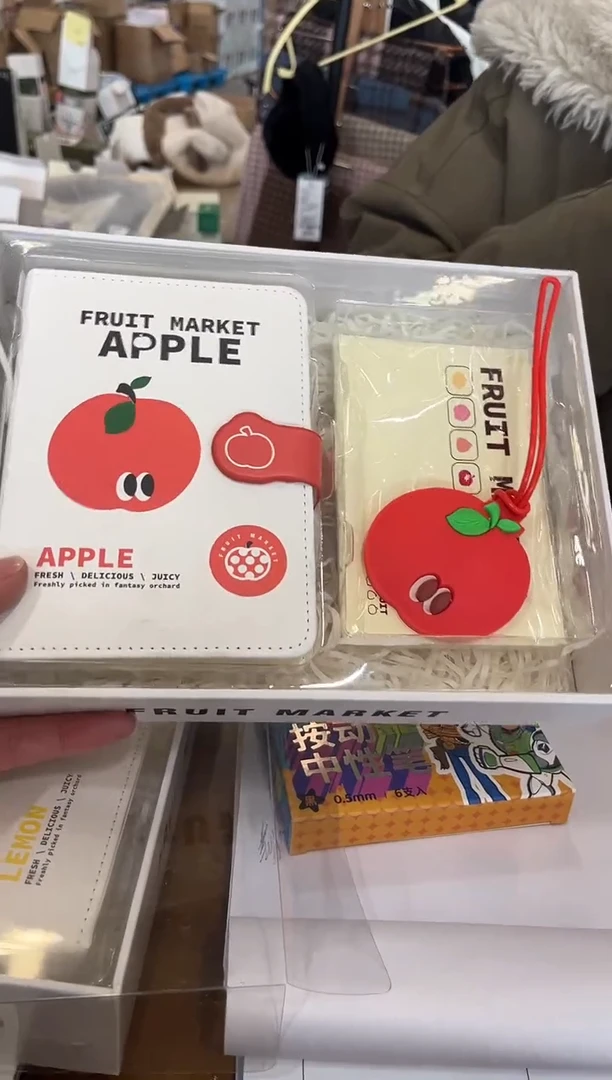 FRUIT MARKET
APPLE
APPLE
FRESH \ DELICIOUS \ JUICY
Freshly picked in fantasy orchard
FRUIT MARKET
FRUIT M
FRUIT MARKET
按动
中性笔
0.5mm 6支入
LEMON
FRESH \ DELICIOUS \ JUICY
Freshly picked in fantasy orchard